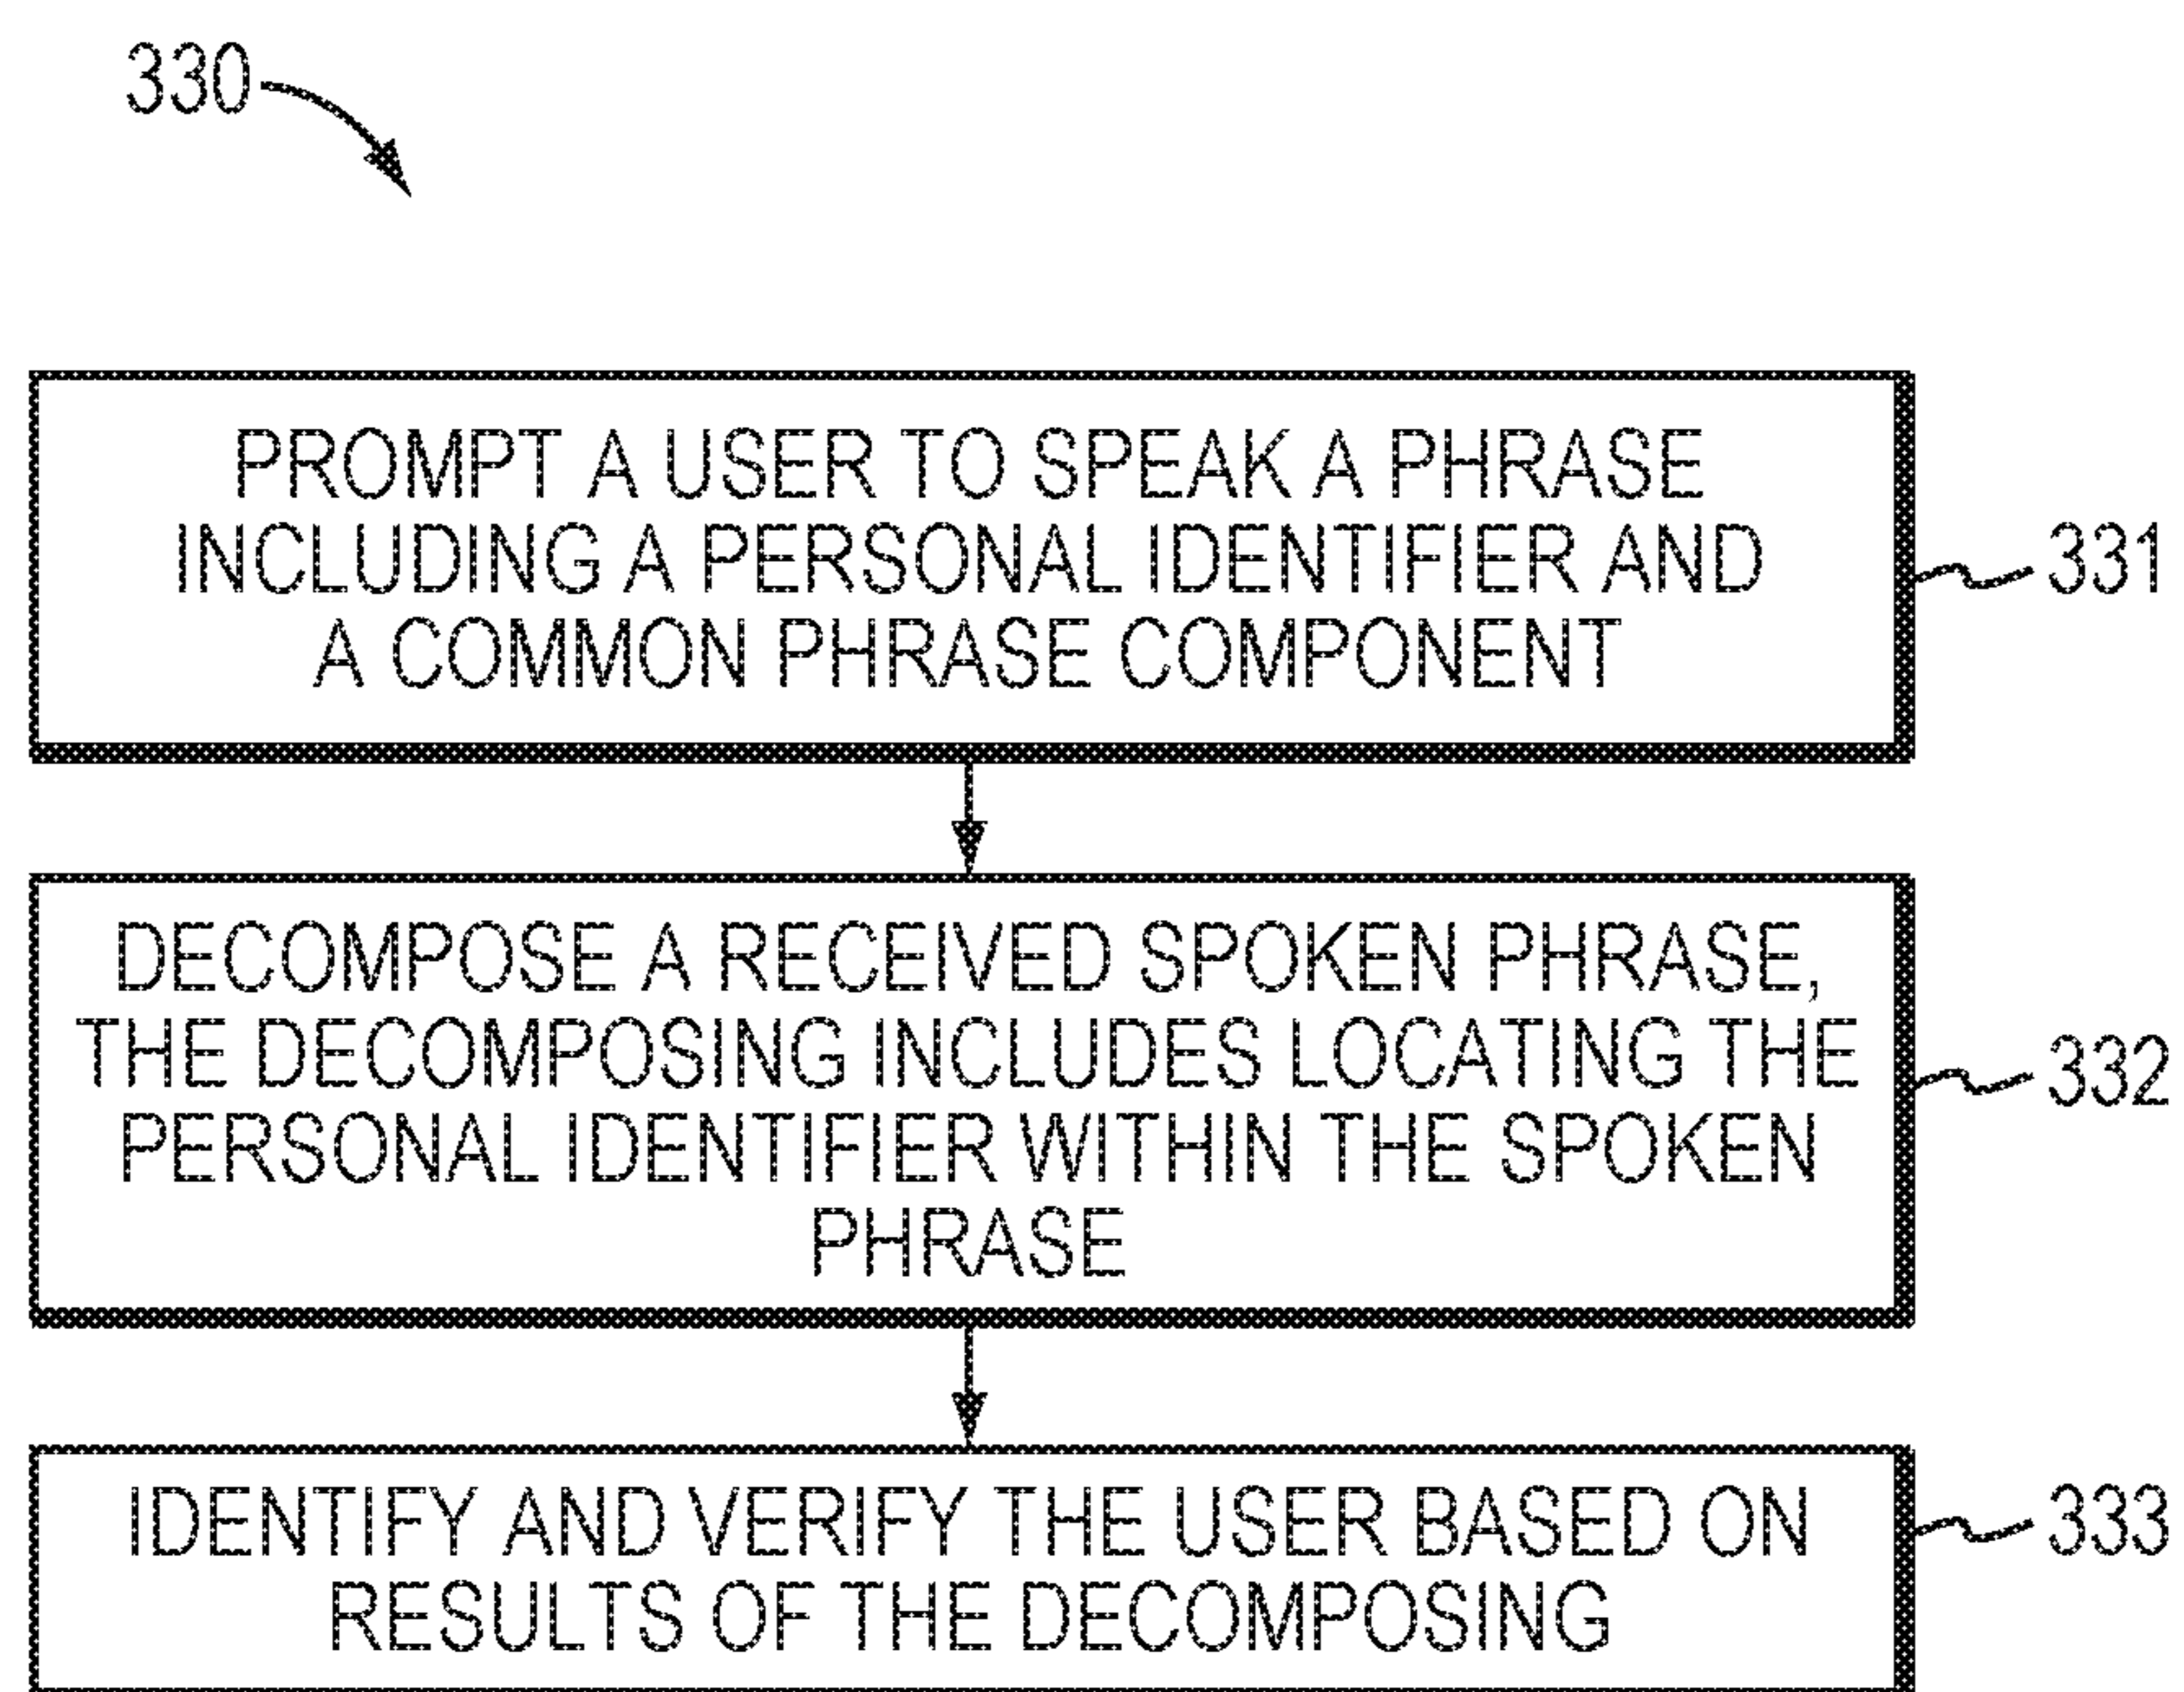 330
PROMPT A USER TO SPEAK A PHRASE
INCLUDING A PERSONAL IDENTIFIER AND
A COMMON PHRASE COMPONENT
331
DECOMPOSE A RECEIVED SPOKEN PHRASE,
THE DECOMPOSING INCLUDES LOCATING THE
PERSONAL IDENTIFIER WITHIN THE SPOKEN
PHRASE
332
IDENTIFY AND VERIFY THE USER BASED ON
RESULTS OF THE DECOMPOSING
333